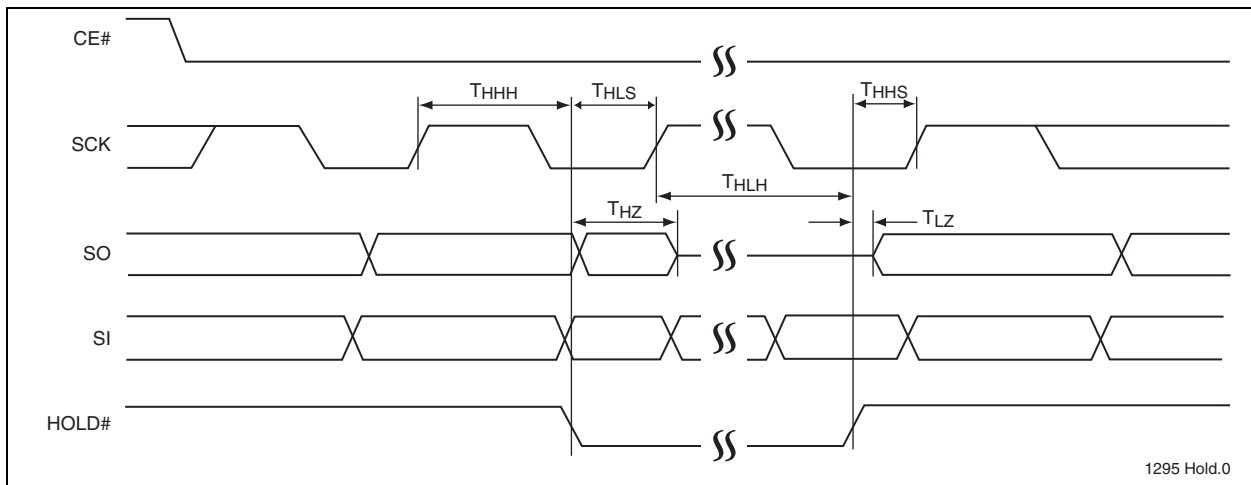 CE#
THHH
THLS
THHS
SCK
THLH
THZ
TLZ
SO
SI
HOLD#
1295 Hold.0